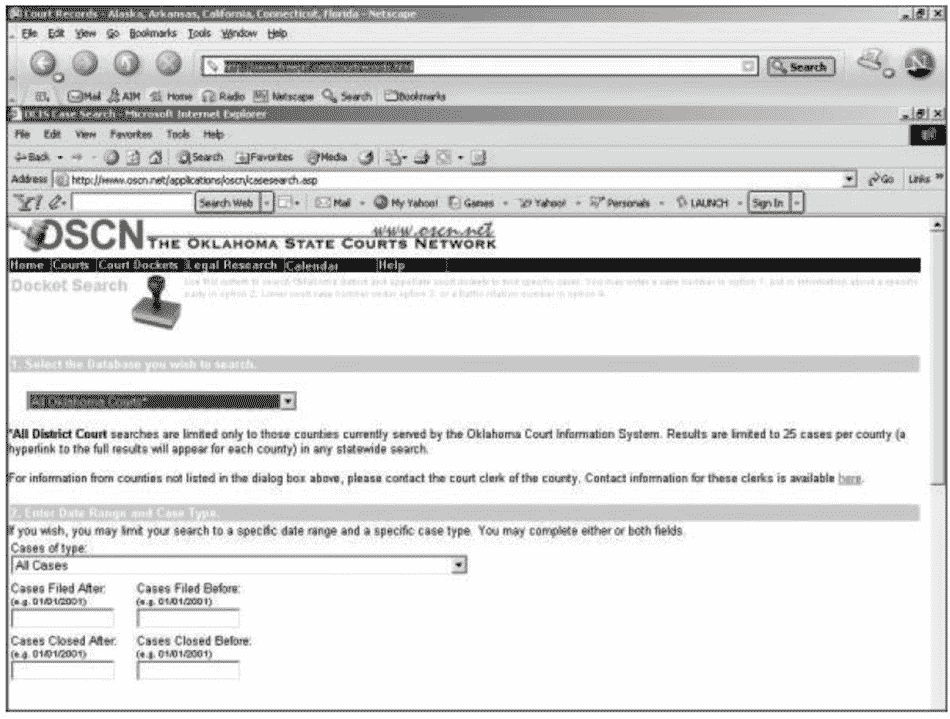 Court Records - Alaska, Arkansas, California, Connecticut, Florida - Netscape
File Edit View Go Bookmarks Tools Window Help
Search
Mail AIM Home Radio Netscape Search Bookmarks
OCIS Case Search - Microsoft Internet Explorer
File Edit View Favorites Tools Help
Back Search Favorites Media
Address http://www.oscn.net/applications/oscn/casesearch.asp Go Links »
Y! Search Web Mail My Yahoo! Games Yahoo! Personals LAUNCH Sign In
OSCN www.oscn.net
THE OKLAHOMA STATE COURTS NETWORK
Home Courts Court Dockets Legal Research Calendar Help
Docket Search
1. Select the Database you wish to search.
All Oklahoma Courts*
*All District Court searches are limited only to those counties currently served by the Oklahoma Court Information System. Results are limited to 25 cases per county (a
hyperlink to the full results will appear for each county) in any statewide search.
For information from counties not listed in the dialog box above, please contact the court clerk of the county. Contact information for these clerks is available here.
2. Enter Date Range and Case Type.
If you wish, you may limit your search to a specific date range and a specific case type. You may complete either or both fields.
Cases of type:
All Cases
Cases Filed After: Cases Filed Before:
(e.g. 01/01/2001) (e.g. 01/01/2001)
Cases Closed After: Cases Closed Before:
(e.g. 01/01/2001) (e.g. 01/01/2001)